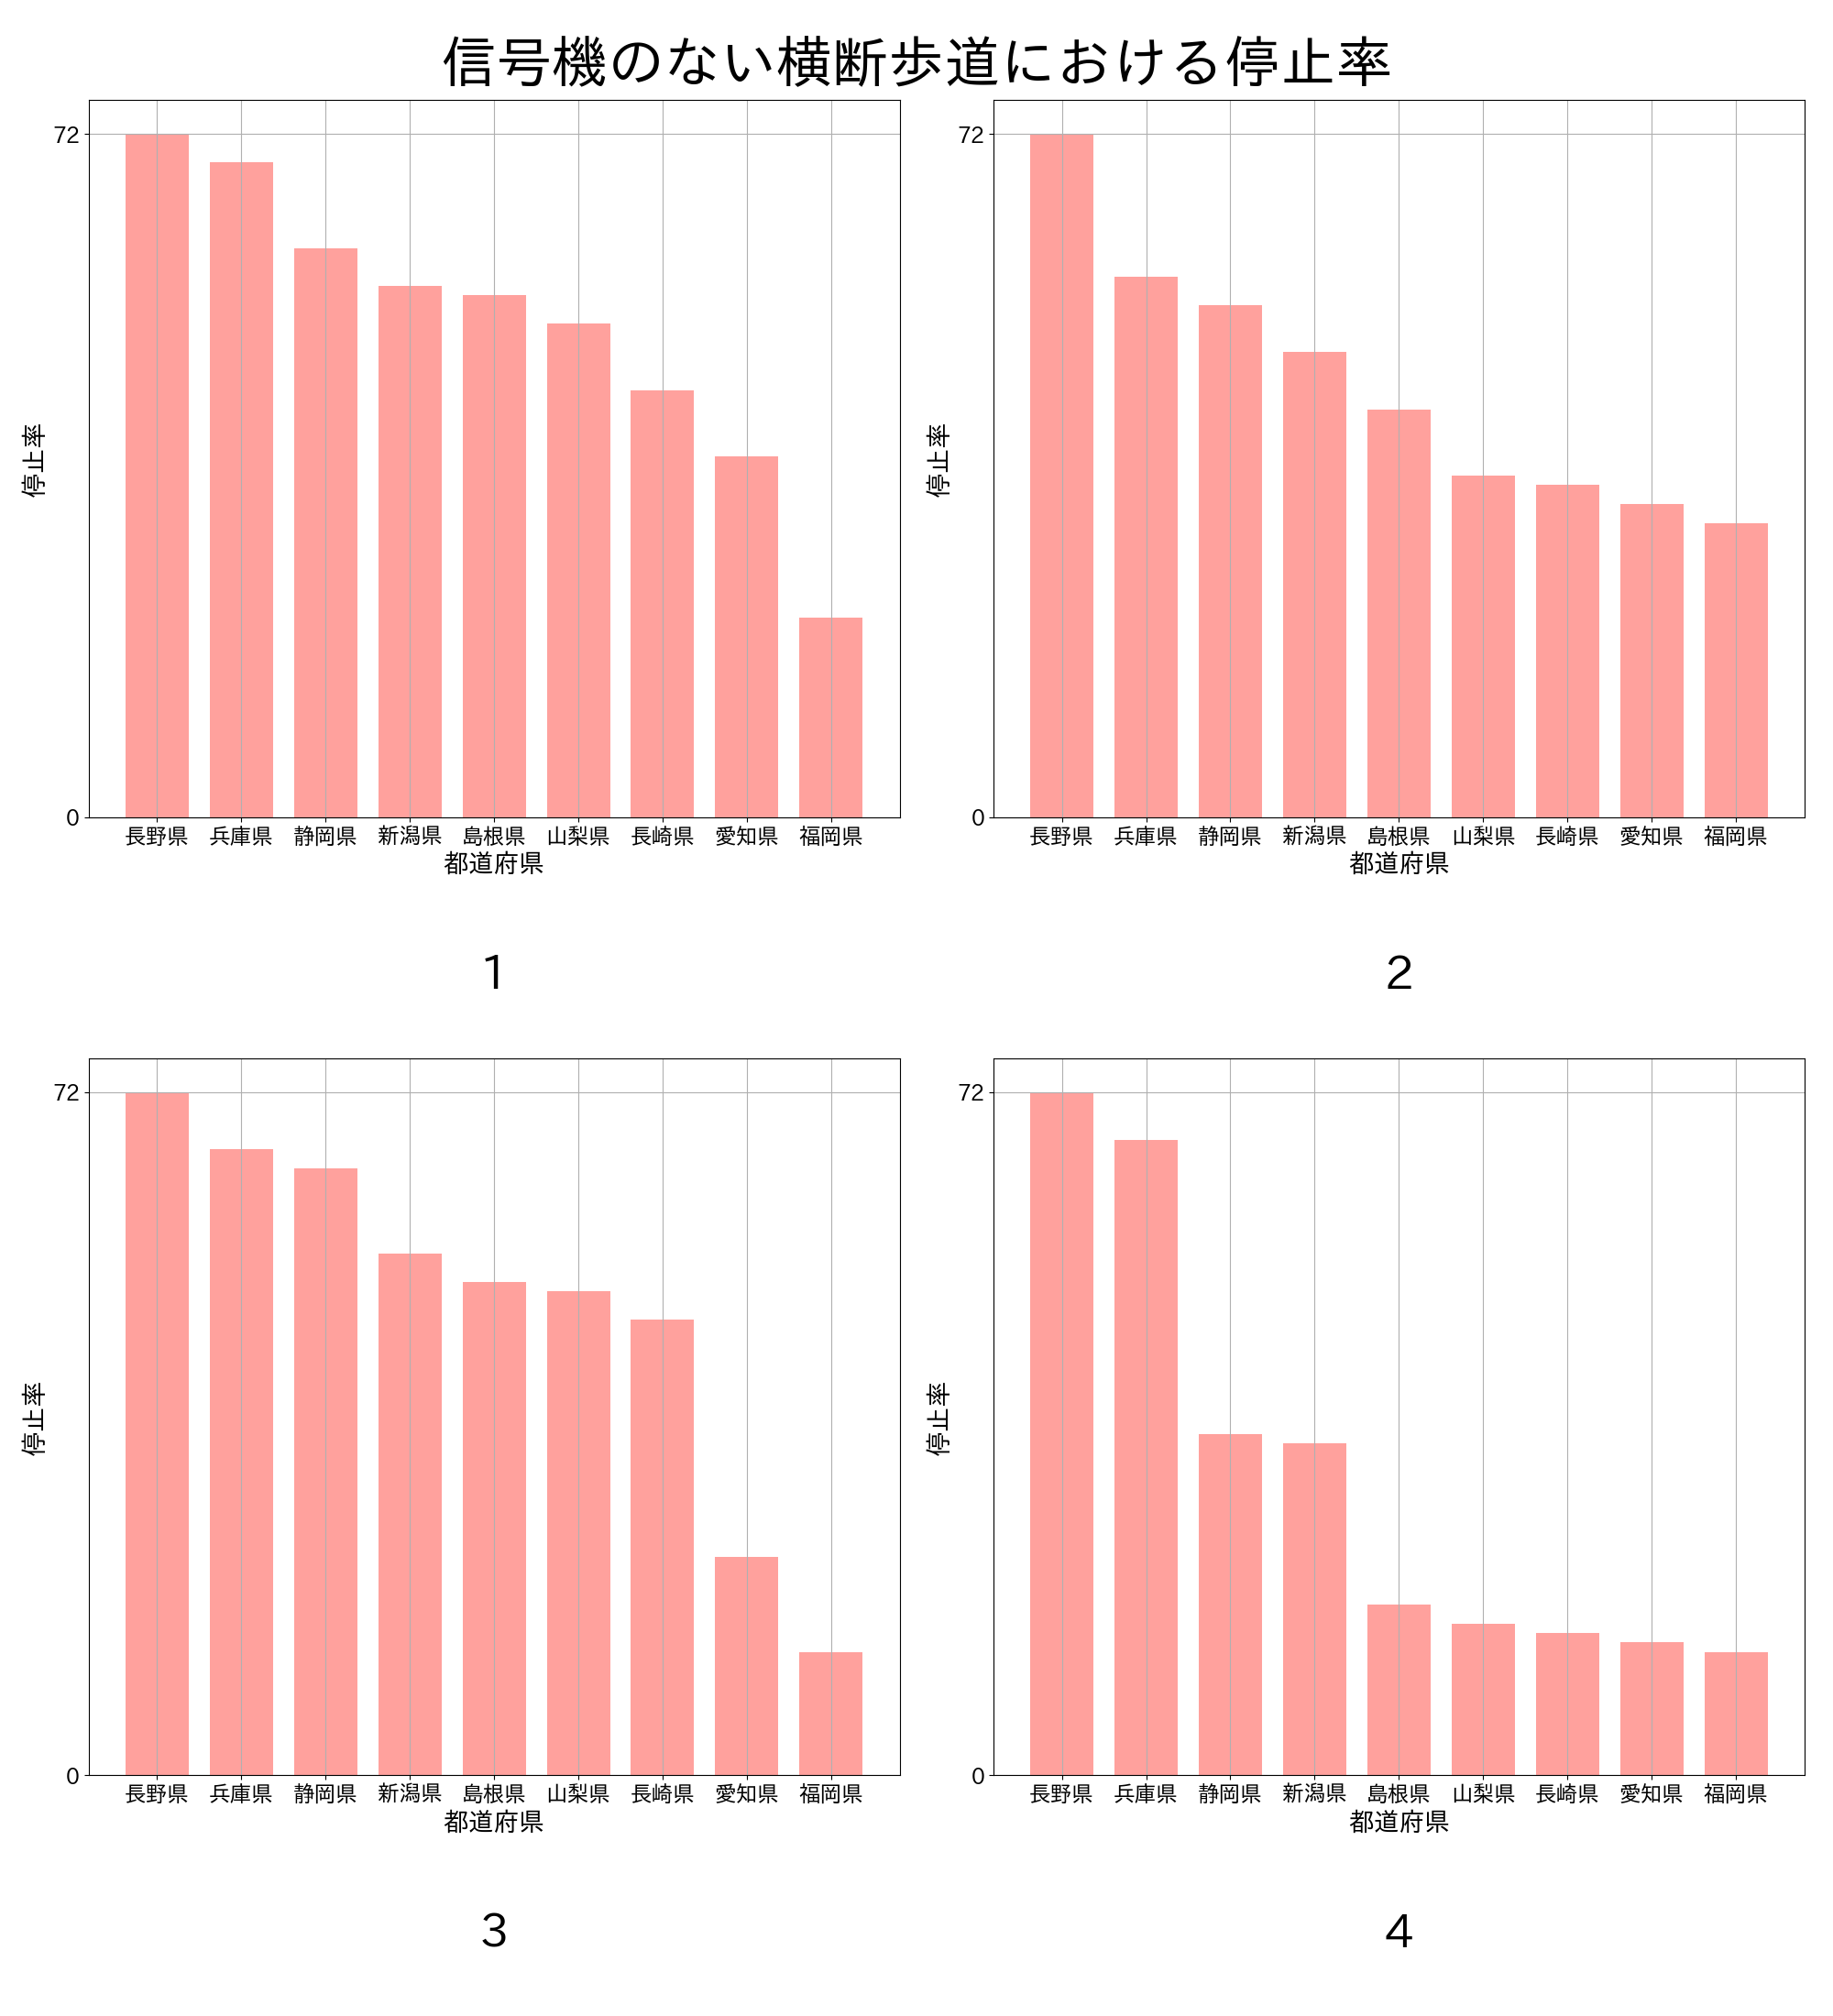 信号機のない横断歩道における停止率
72
0
停止率
長野県 兵庫県 静岡県 新潟県 島根県 山梨県 長崎県 愛知県 福岡県
都道府県
1
72
0
停止率
長野県 兵庫県 静岡県 新潟県 島根県 山梨県 長崎県 愛知県 福岡県
都道府県
2
72
0
停止率
長野県 兵庫県 静岡県 新潟県 島根県 山梨県 長崎県 愛知県 福岡県
都道府県
3
72
0
停止率
長野県 兵庫県 静岡県 新潟県 島根県 山梨県 長崎県 愛知県 福岡県
都道府県
4